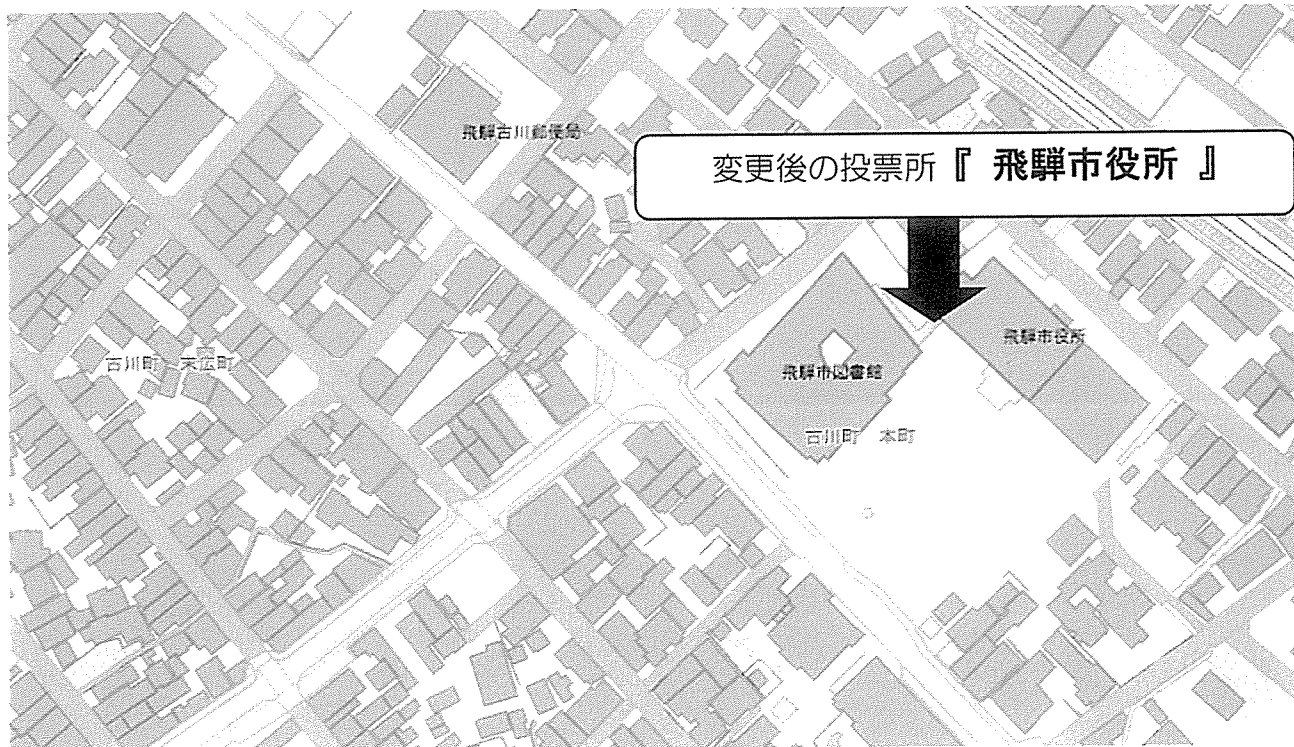 飛騨古川郵便局
変更後の投票所『 飛騨市役所 』
飛騨市役所
古川町 末広町
飛騨市図書館
古川町 本町